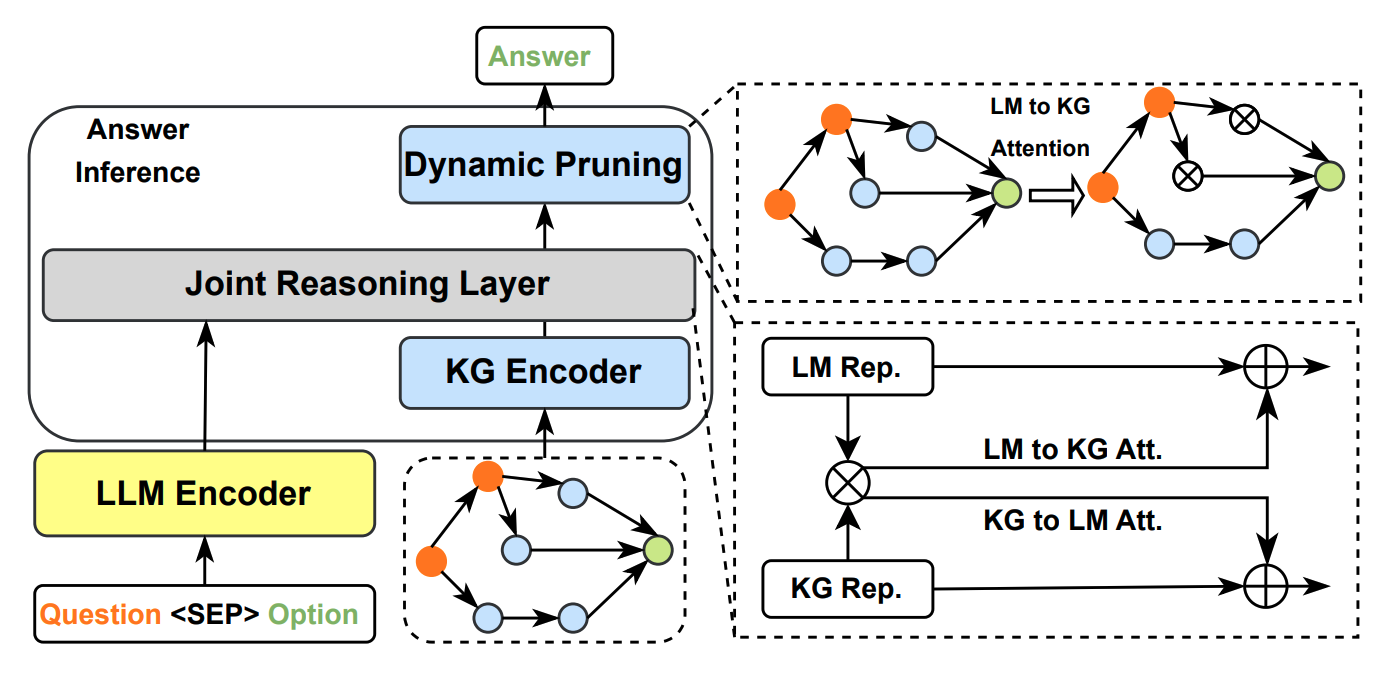 Answer
Answer
Inference
Dynamic Pruning
Joint Reasoning Layer
KG Encoder
LLM Encoder
Question <SEP> Option
LM to KG
Attention
LM Rep.
LM to KG Att.
KG to LM Att.
KG Rep.